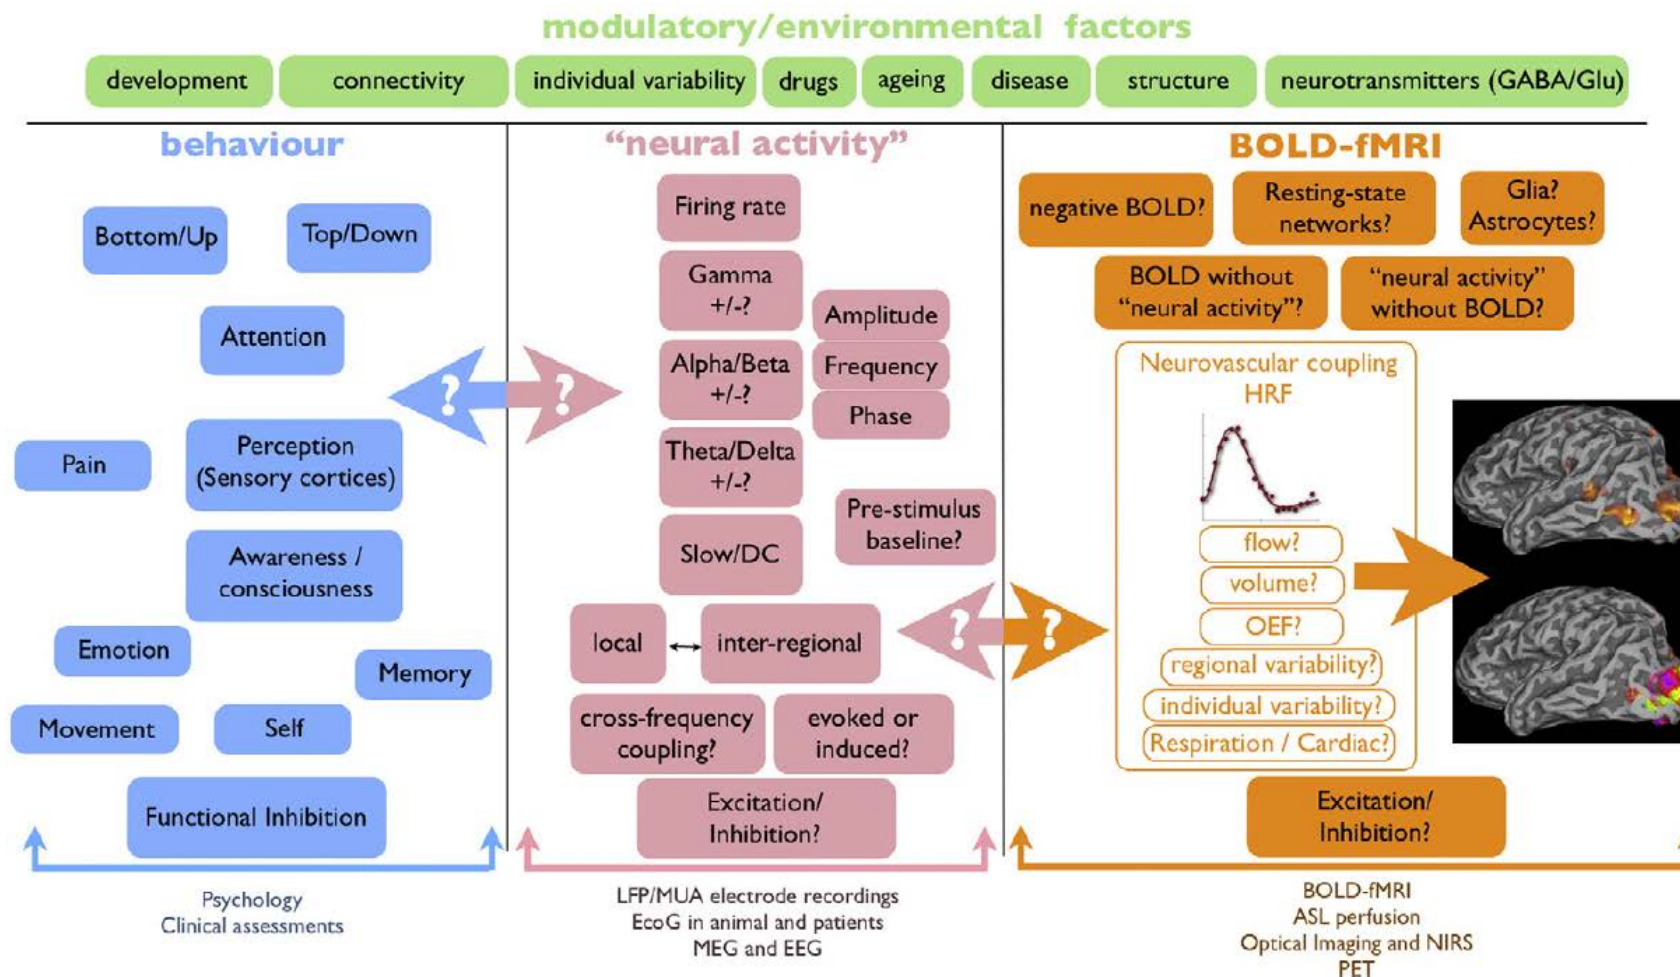 modulatory/environmental factors
development
connectivity
individual variability
drugs
ageing
disease
structure
neurotransmitters (GABA/Glu)
behaviour
Bottom/Up
Top/Down
Attention
?
Pain
Perception
(Sensory cortices)
Awareness /
consciousness
Emotion
Memory
Movement
Self
Functional Inhibition
Psychology
Clinical assessments
“neural activity”
Firing rate
Gamma
+/-?
Amplitude
?
Alpha/Beta
+/-?
Frequency
Phase
Theta/Delta
+/-?
Pre-stimulus
baseline?
Slow/DC
local
inter-regional
?
cross-frequency
coupling?
evoked or
induced?
Excitation/
Inhibition?
LFP/MUA electrode recordings
EcoG in animal and patients
MEG and EEG
BOLD-fMRI
negative BOLD?
Resting-state
networks?
Glia?
Astrocytes?
BOLD without
“neural activity”?
“neural activity”
without BOLD?
Neurovascular coupling
HRF
flow?
volume?
OEF?
?
regional variability?
individual variability?
Respiration / Cardiac?
Excitation/
Inhibition?
BOLD-fMRI
ASL perfusion
Optical Imaging and NIRS
PET